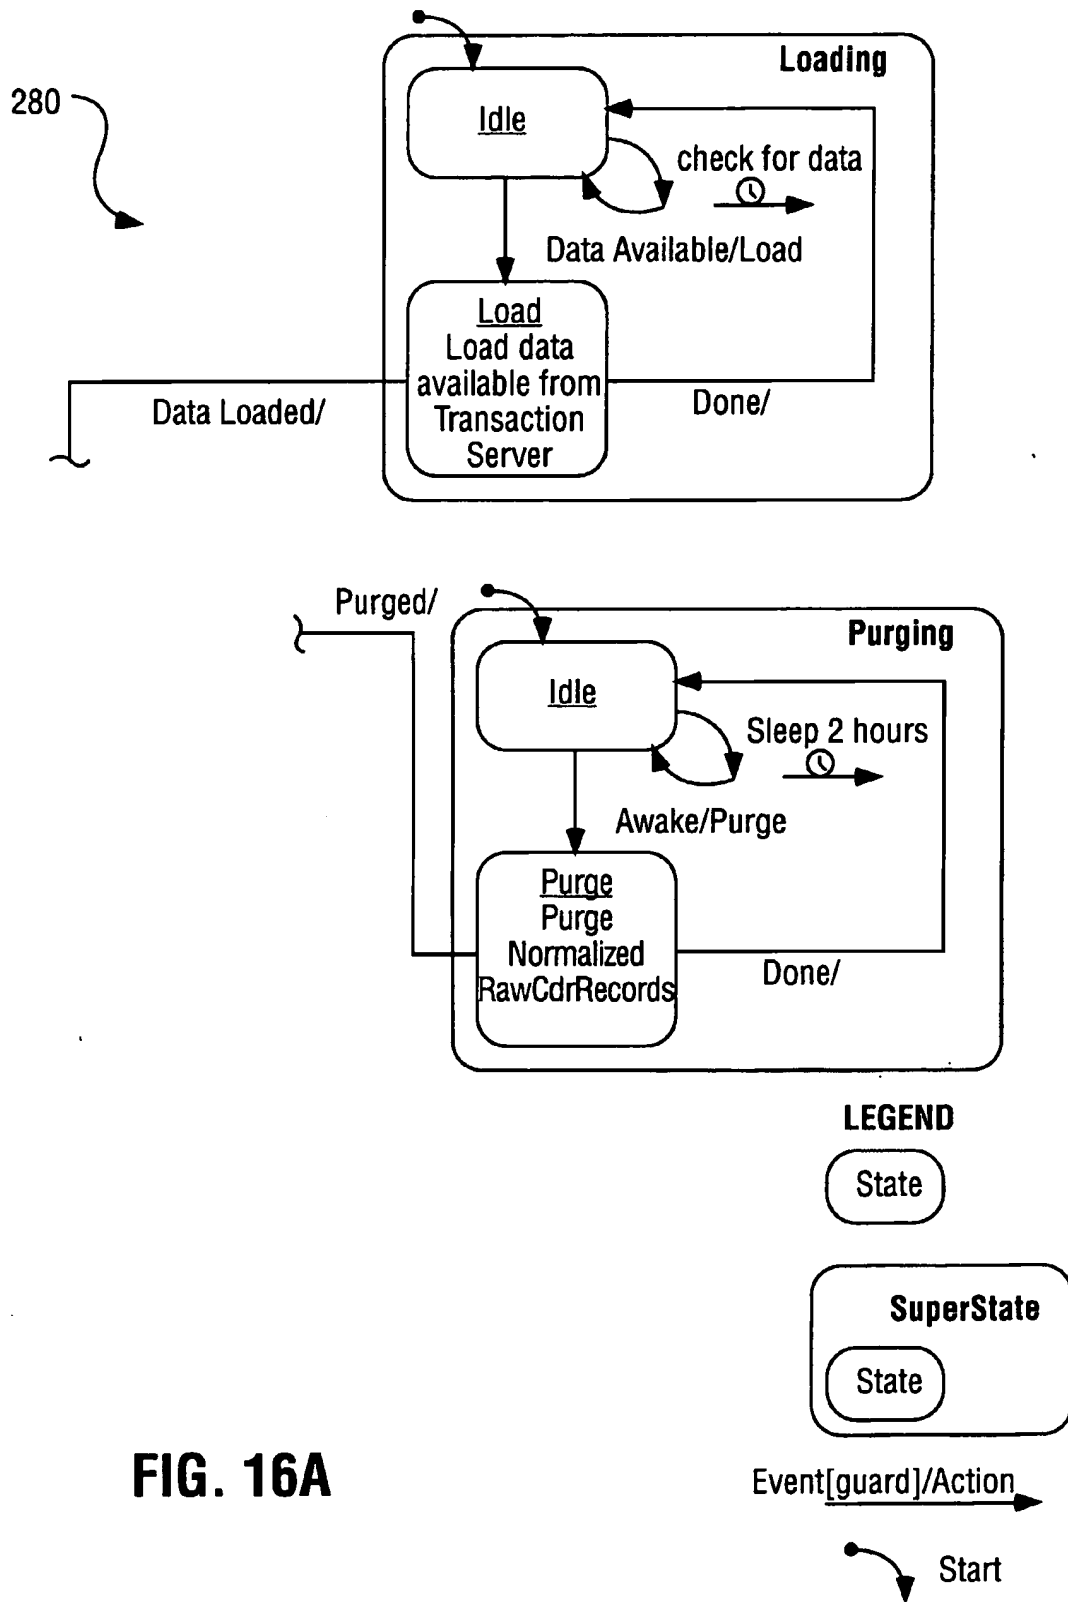 280
Loading
Idle
check for data
Data Available/Load
Load
Load data
available from
Transaction
Server
Data Loaded/
Done/
Purged/
Purging
Idle
Sleep 2 hours
Awake/Purge
Purge
Purge
Normalized
RawCdrRecords
Done/
LEGEND
State
SuperState
State
Event[guard]/Action
Start
FIG. 16A